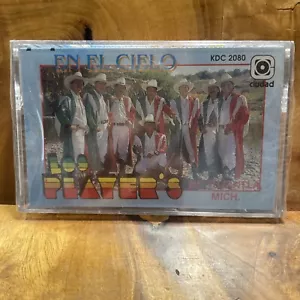 EN EL CIELO
KDC 2080
ciudad
LOS
PLAYER'S
MICH.